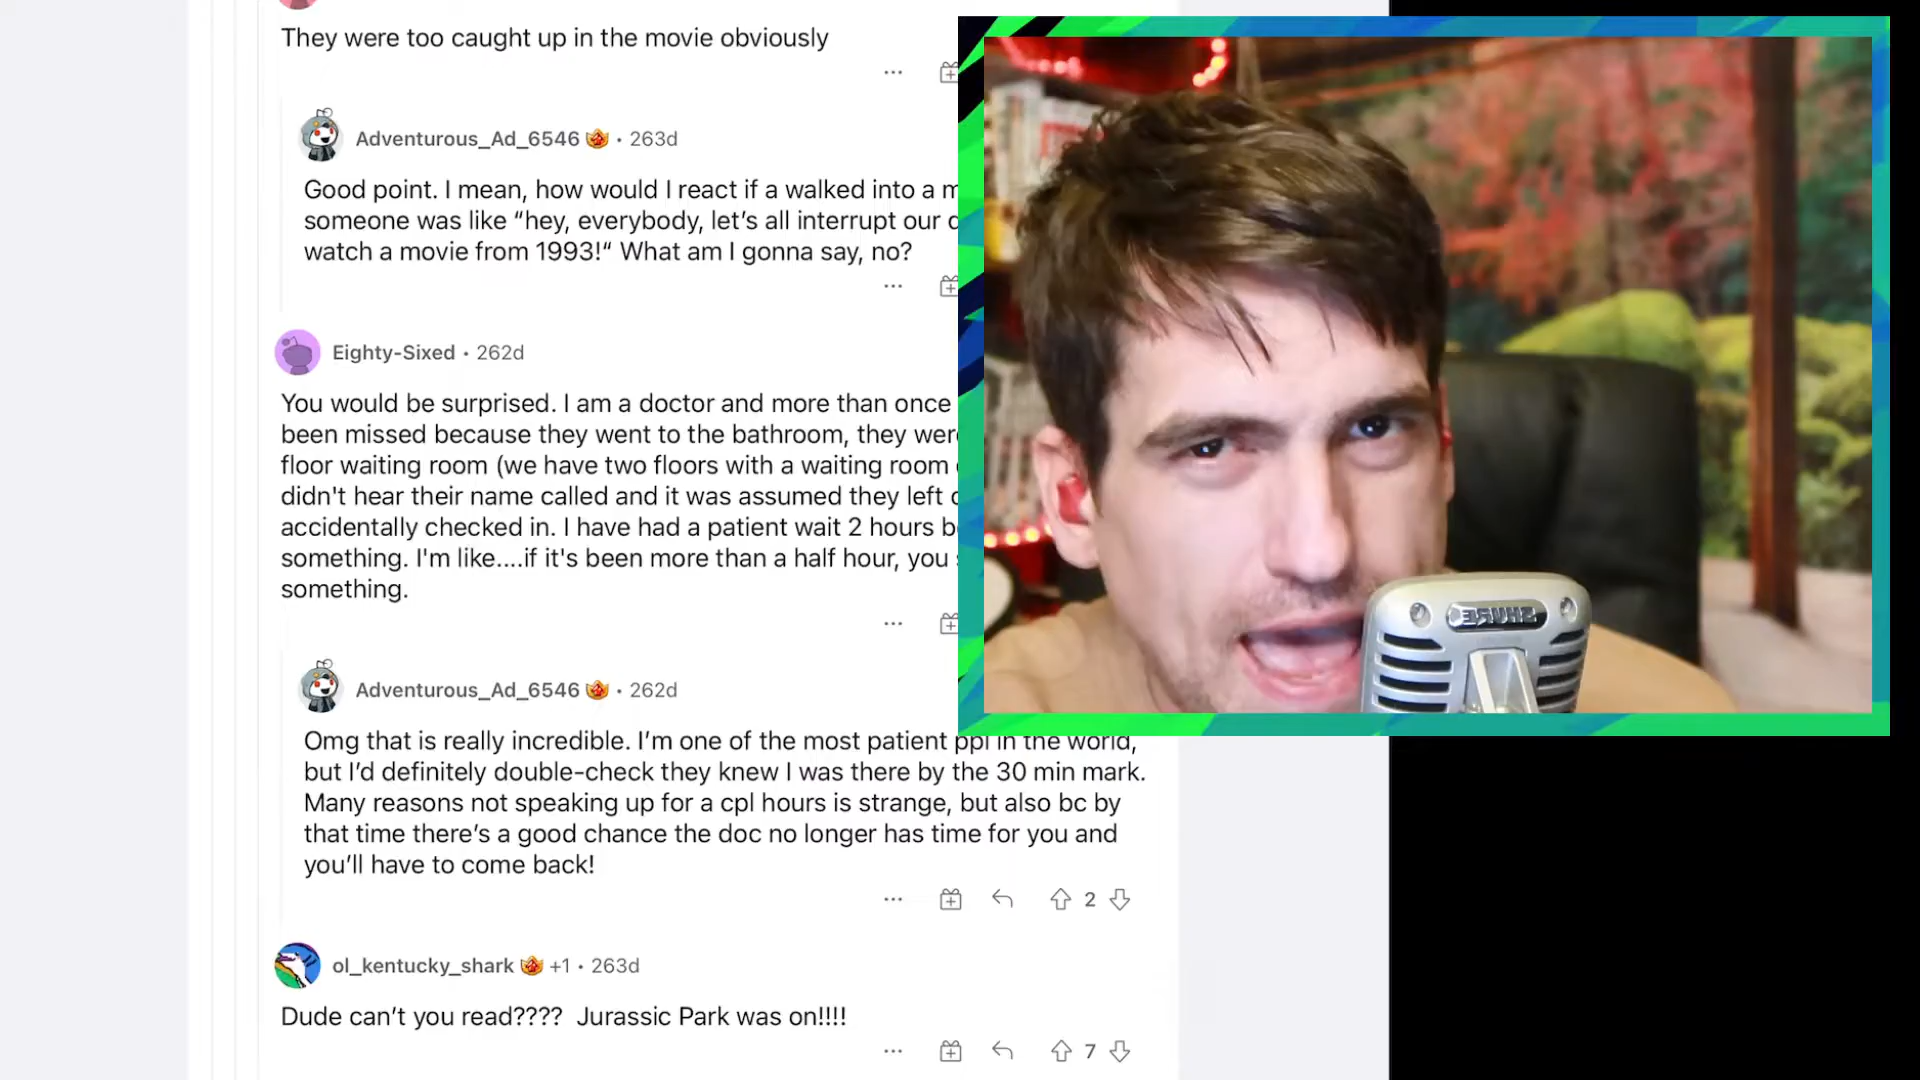 They were too caught up in the movie obviously
Adventurous_Ad_6546 • 263d
Good point. I mean, how would I react if a walked into a m
someone was like “hey, everybody, let’s all interrupt our
watch a movie from 1993!“ What am I gonna say, no?
Eighty-Sixed • 262d
You would be surprised. I am a doctor and more than once
been missed because they went to the bathroom, they wer
floor waiting room (we have two floors with a waiting room
didn't hear their name called and it was assumed they left
accidentally checked in. I have had a patient wait 2 hours b
something. I'm like....if it's been more than a half hour, you
something.
Adventurous_Ad_6546 • 262d
Omg that is really incredible. I’m one of the most patient ppl in the world,
but I’d definitely double-check they knew I was there by the 30 min mark.
Many reasons not speaking up for a cpl hours is strange, but also bc by
that time there’s a good chance the doc no longer has time for you and
you’ll have to come back!
2
ol_kentucky_shark +1 • 263d
Dude can’t you read???? Jurassic Park was on!!!!
7
SHURE